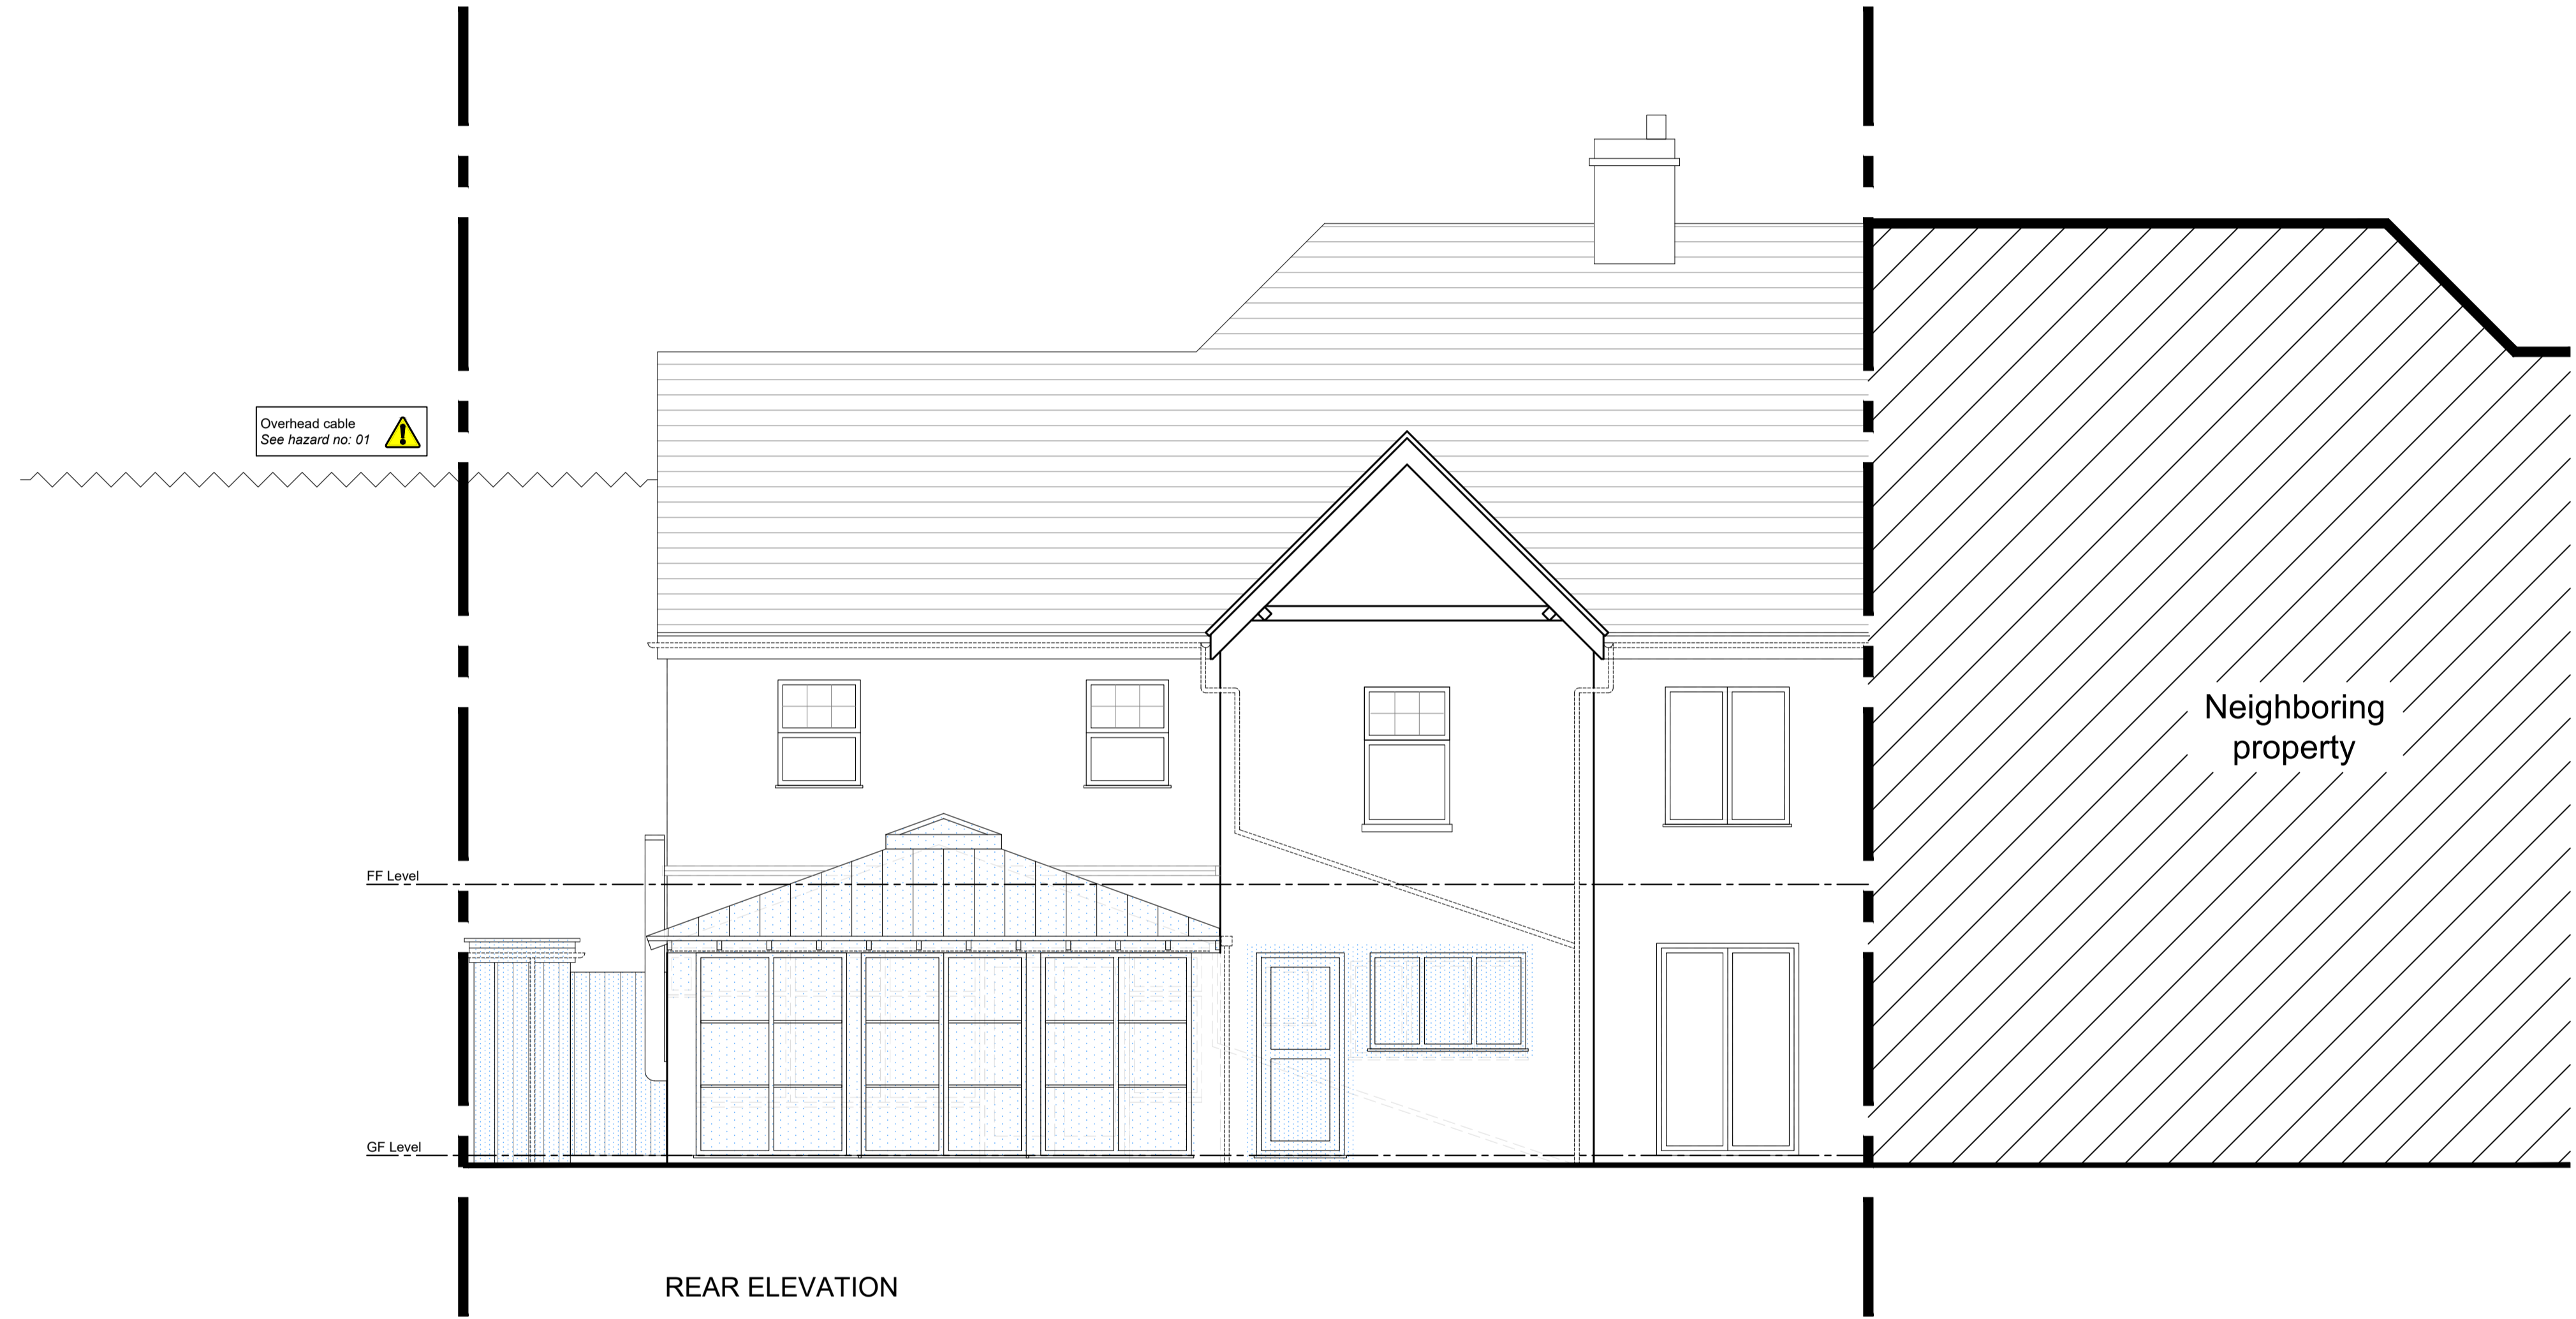 Overhead cable
See hazard no: 01
Neighboring
property
FF Level
GF Level
REAR ELEVATION